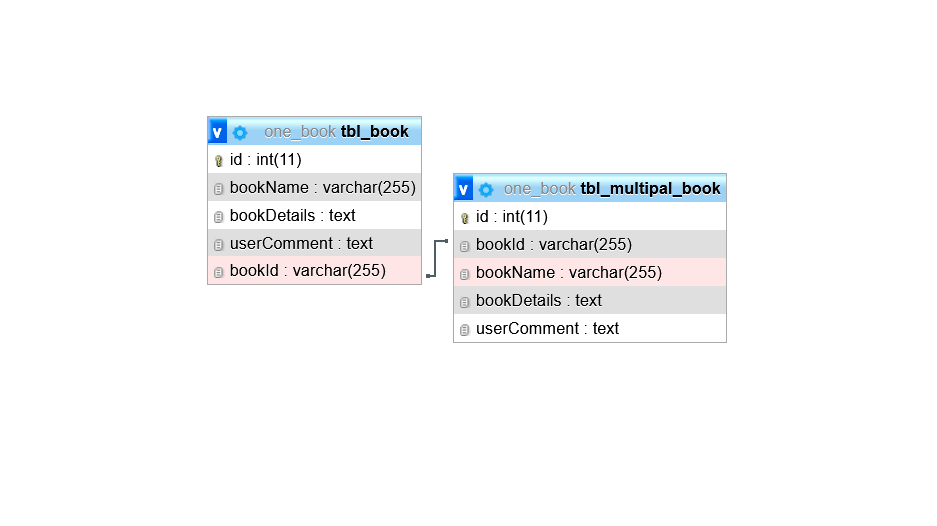 v one_book tbl_book
id : int(11)
bookName : varchar(255)
bookDetails : text
userComment : text
bookId : varchar(255)
v one_book tbl_multipal_book
id : int(11)
bookId : varchar(255)
bookName : varchar(255)
bookDetails : text
userComment : text